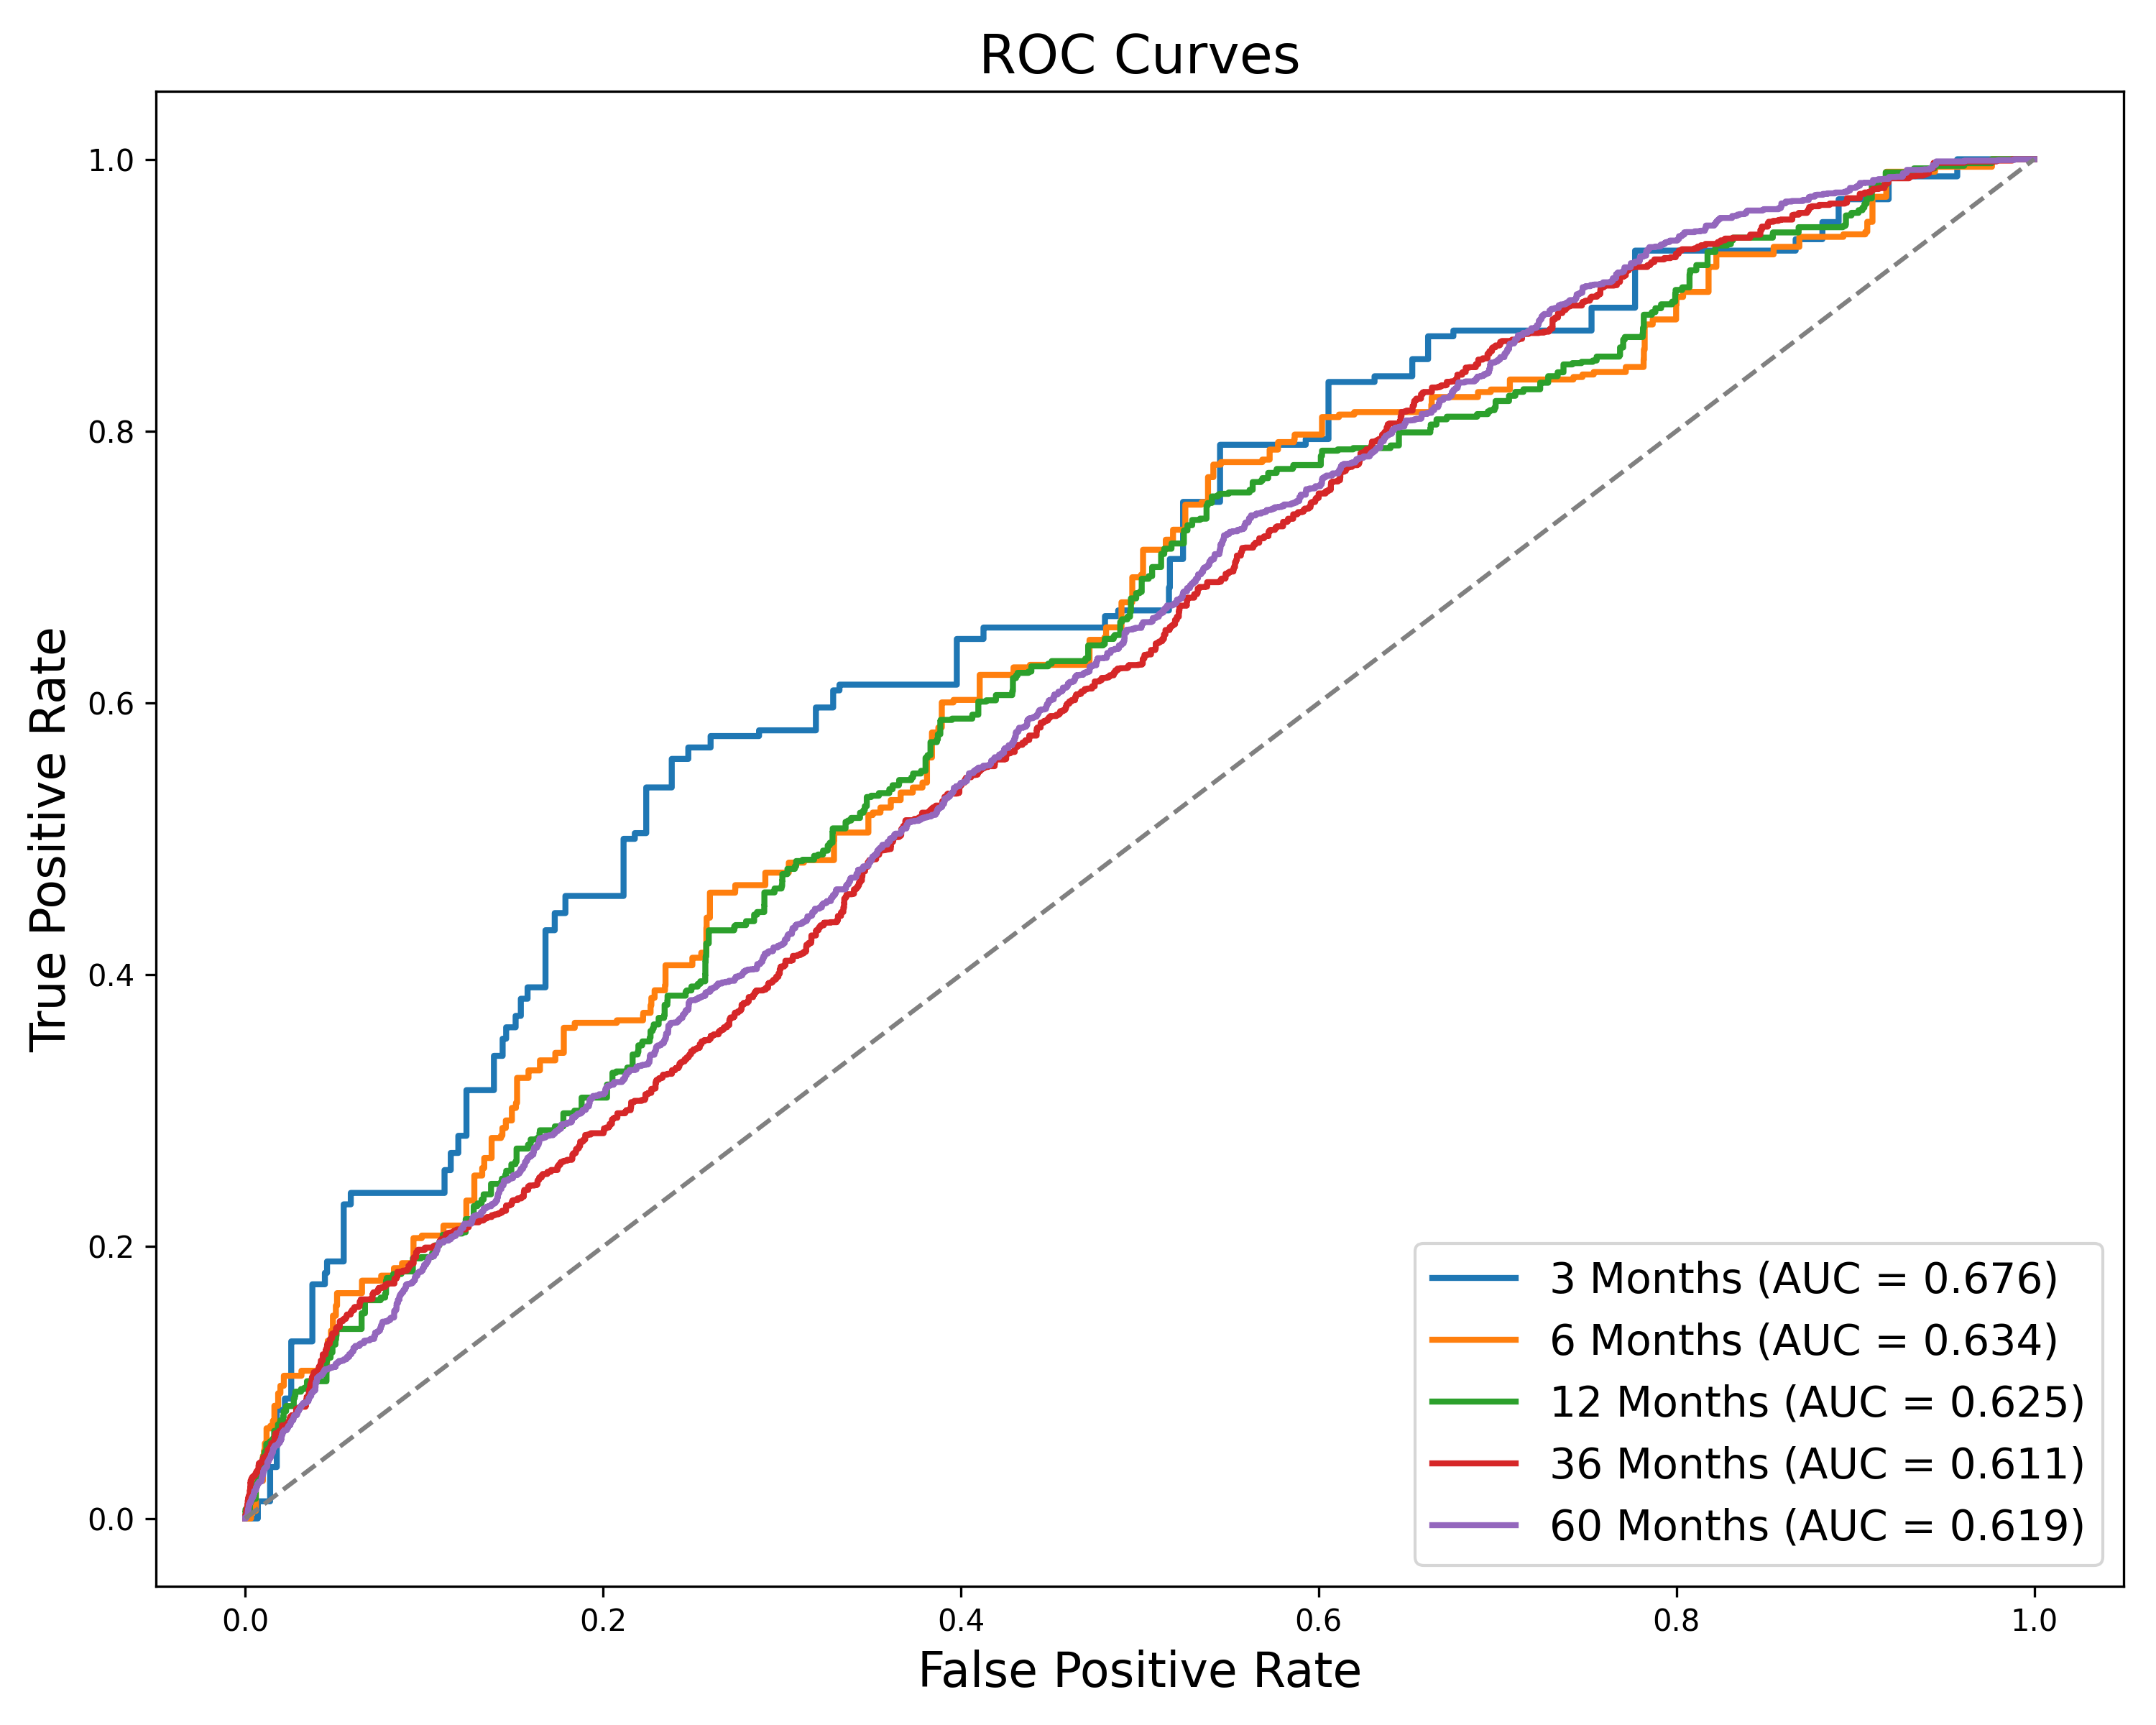 ROC Curves
True Positive Rate
1.0
0.8
0.6
0.4
0.2
0.0
3 Months (AUC = 0.676)
6 Months (AUC = 0.634)
12 Months (AUC = 0.625)
36 Months (AUC = 0.611)
60 Months (AUC = 0.619)
0.0 0.2 0.4 0.6 0.8 1.0
False Positive Rate